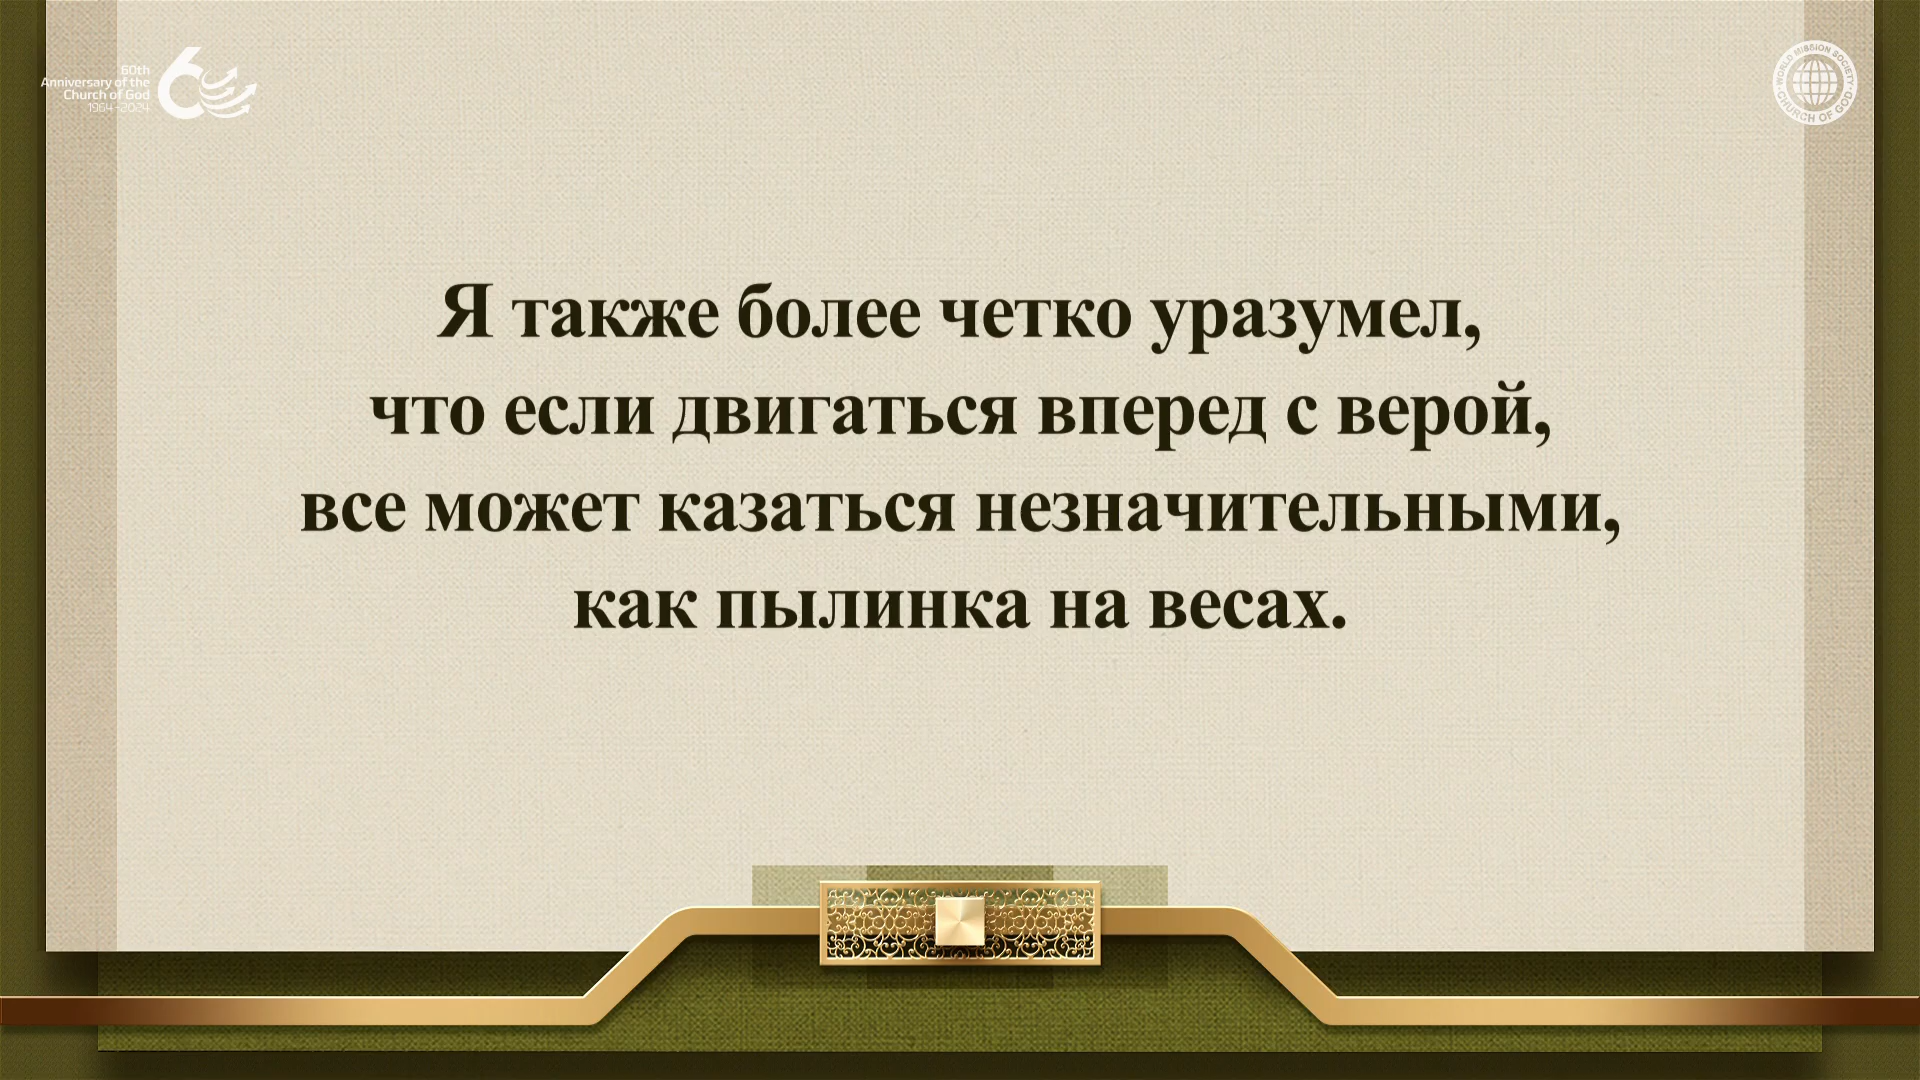 60th
Anniversary of the
Church of God
1964-2024
WORLD MISSION SOCIETY
CHURCH OF GOD
Я также более четко уразумел,
что если двигаться вперед с верой,
все может казаться незначительными,
как пылинка на весах.